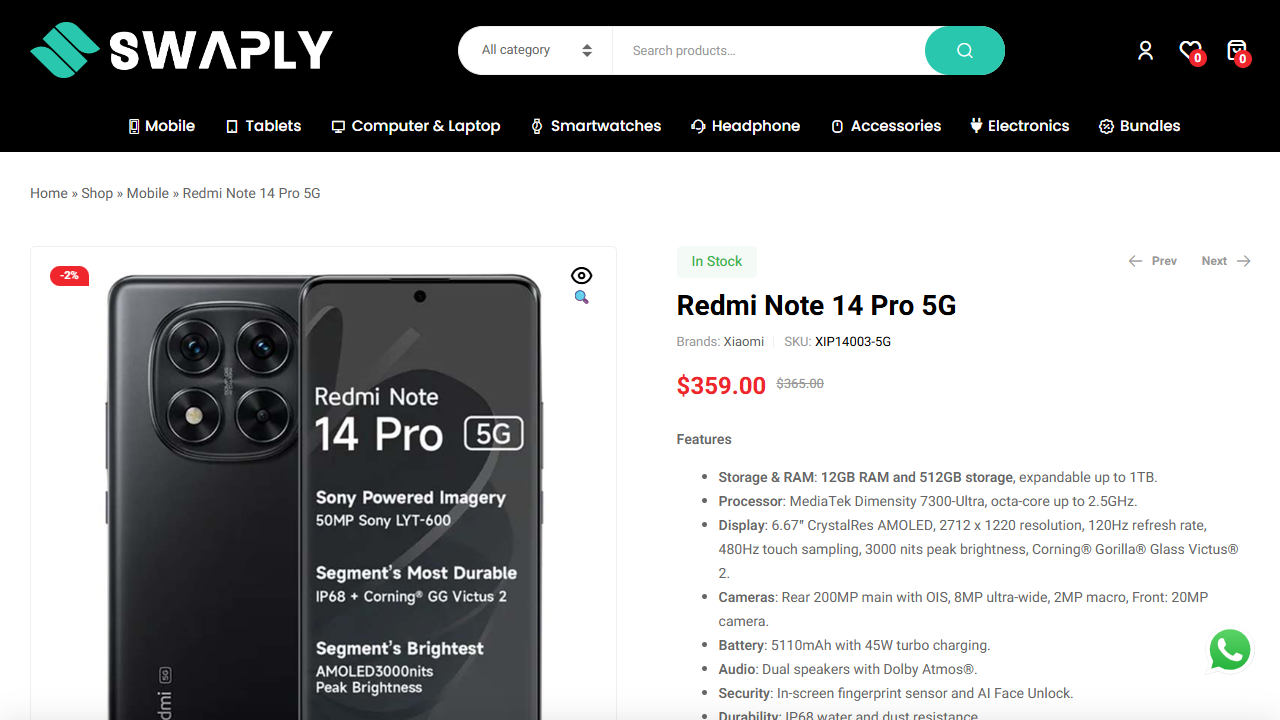 SWAPLY
All category
Search products...
0
0
Mobile
Tablets
Computer & Laptop
Smartwatches
Headphone
Accessories
Electronics
Bundles
Home » Shop » Mobile » Redmi Note 14 Pro 5G
-2%
Redmi Note
14 Pro 5G
Sony Powered Imagery
50MP Sony LYT-600
Segment's Most Durable
IP68 + Corning® GG Victus 2
Segment's Brightest
AMOLED3000nits
Peak Brightness
5G
In Stock
Prev
Next
Redmi Note 14 Pro 5G
Brands: Xiaomi
SKU: XIP14003-5G
$359.00 $365.00
Features
Storage & RAM: 12GB RAM and 512GB storage, expandable up to 1TB.
Processor: MediaTek Dimensity 7300-Ultra, octa-core up to 2.5GHz.
Display: 6.67″ CrystalRes AMOLED, 2712 x 1220 resolution, 120Hz refresh rate,
480Hz touch sampling, 3000 nits peak brightness, Corning® Gorilla® Glass Victus®
2.
Cameras: Rear 200MP main with OIS, 8MP ultra-wide, 2MP macro, Front: 20MP
camera.
Battery: 5110mAh with 45W turbo charging.
Audio: Dual speakers with Dolby Atmos®.
Security: In-screen fingerprint sensor and AI Face Unlock.
Durability: IP68 water and dust resistance.